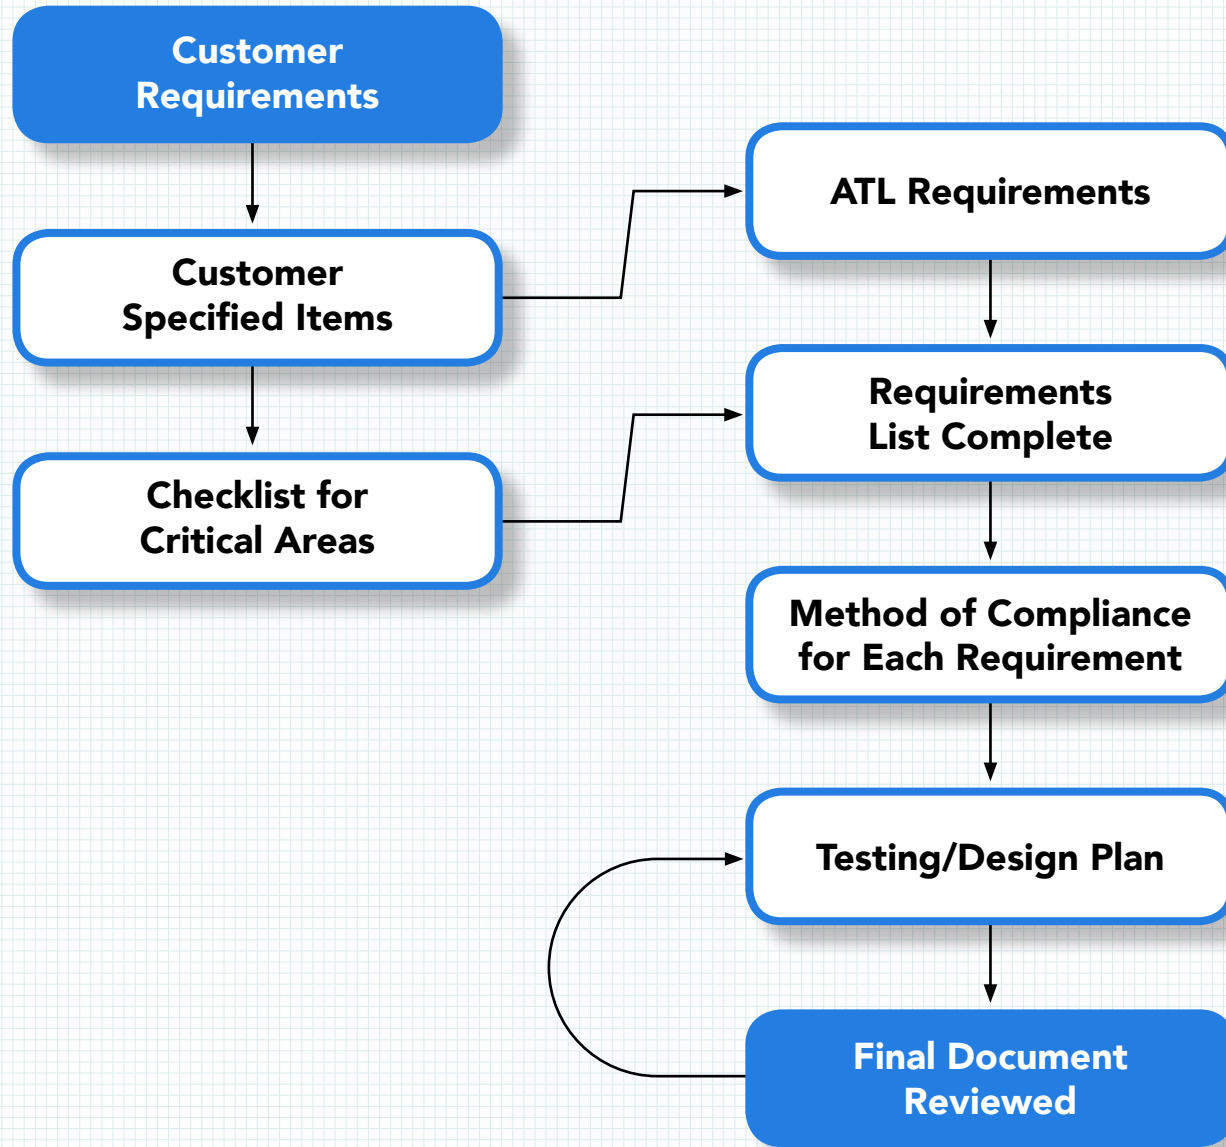 Customer
Requirements
Customer
Specified Items
Checklist for
Critical Areas
ATL Requirements
Requirements
List Complete
Method of Compliance
for Each Requirement
Testing/Design Plan
Final Document
Reviewed